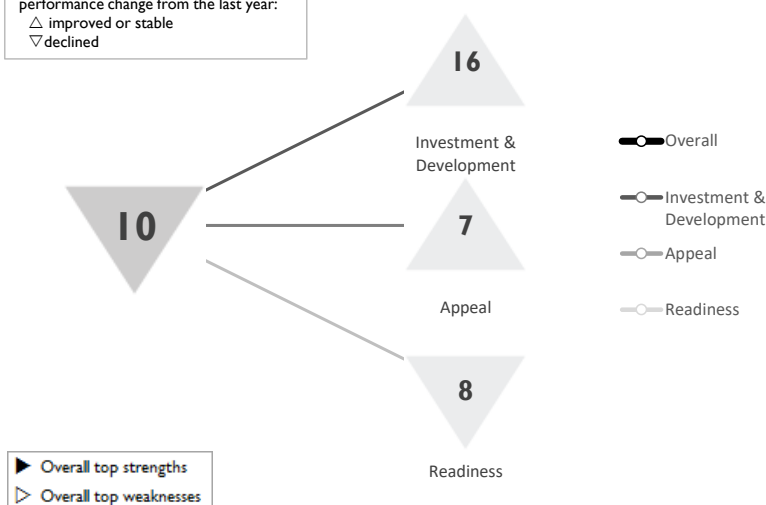 performance change from the last year:
△ improved or stable
▽ declined
16
Investment &
Development
10
7
Appeal
8
Readiness
Overall
Investment &
Development
Appeal
Readiness
▶ Overall top strengths
▷ Overall top weaknesses